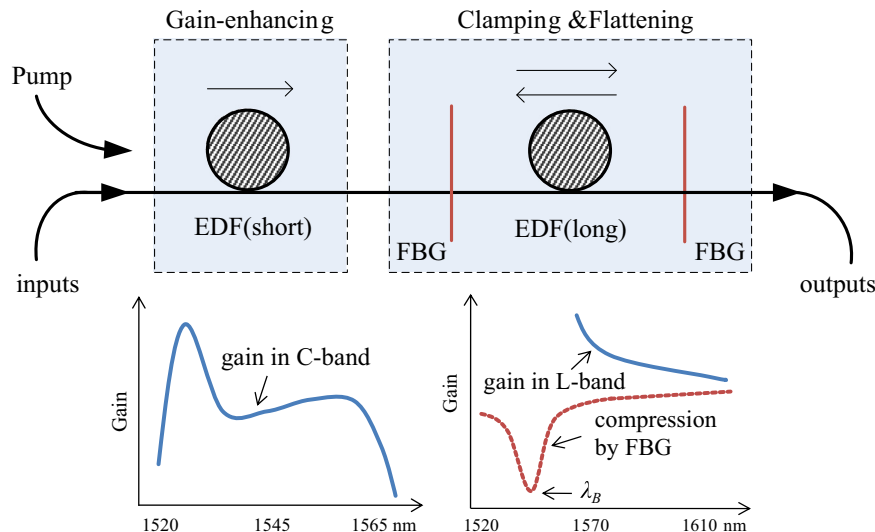 Gain-enhancing
Clamping &Flattening
Pump
EDF(short)
EDF(long)
FBG
FBG
inputs
outputs
Gain
gain in C-band
1520
1545
1565 nm
Gain
gain in L-band
compression
by FBG
λB
1520
1570
1610 nm